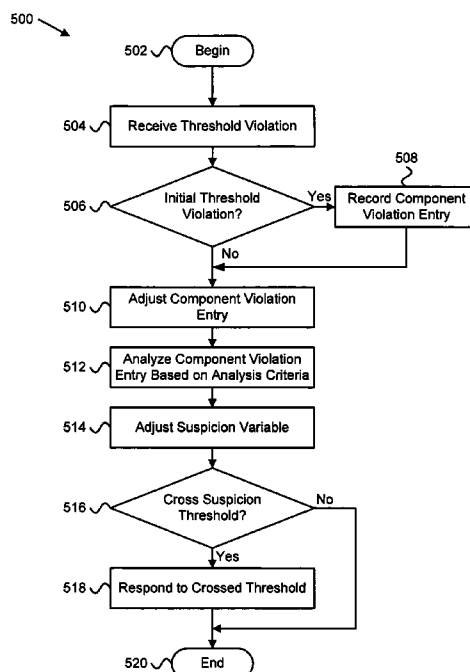 500
502
Begin
504
Receive Threshold Violation
506
Initial Threshold
Violation?
Yes
508
Record Component
Violation Entry
No
510
Adjust Component Violation
Entry
512
Analyze Component Violation
Entry Based on Analysis Criteria
514
Adjust Suspicion Variable
516
Cross Suspicion
Threshold?
No
Yes
518
Respond to Crossed Threshold
520
End